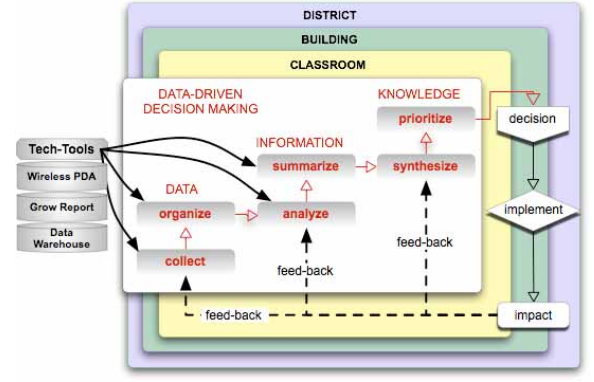 DISTRICT
BUILDING
CLASSROOM
DATA-DRIVEN
DECISION MAKING
KNOWLEDGE
prioritize
decision
Tech-Tools
INFORMATION
summarize
synthesize
Wireless PDA
DATA
Grow Report
organize
analyze
implement
Data
Warehouse
feed-back
collect
feed-back
feed-back
impact